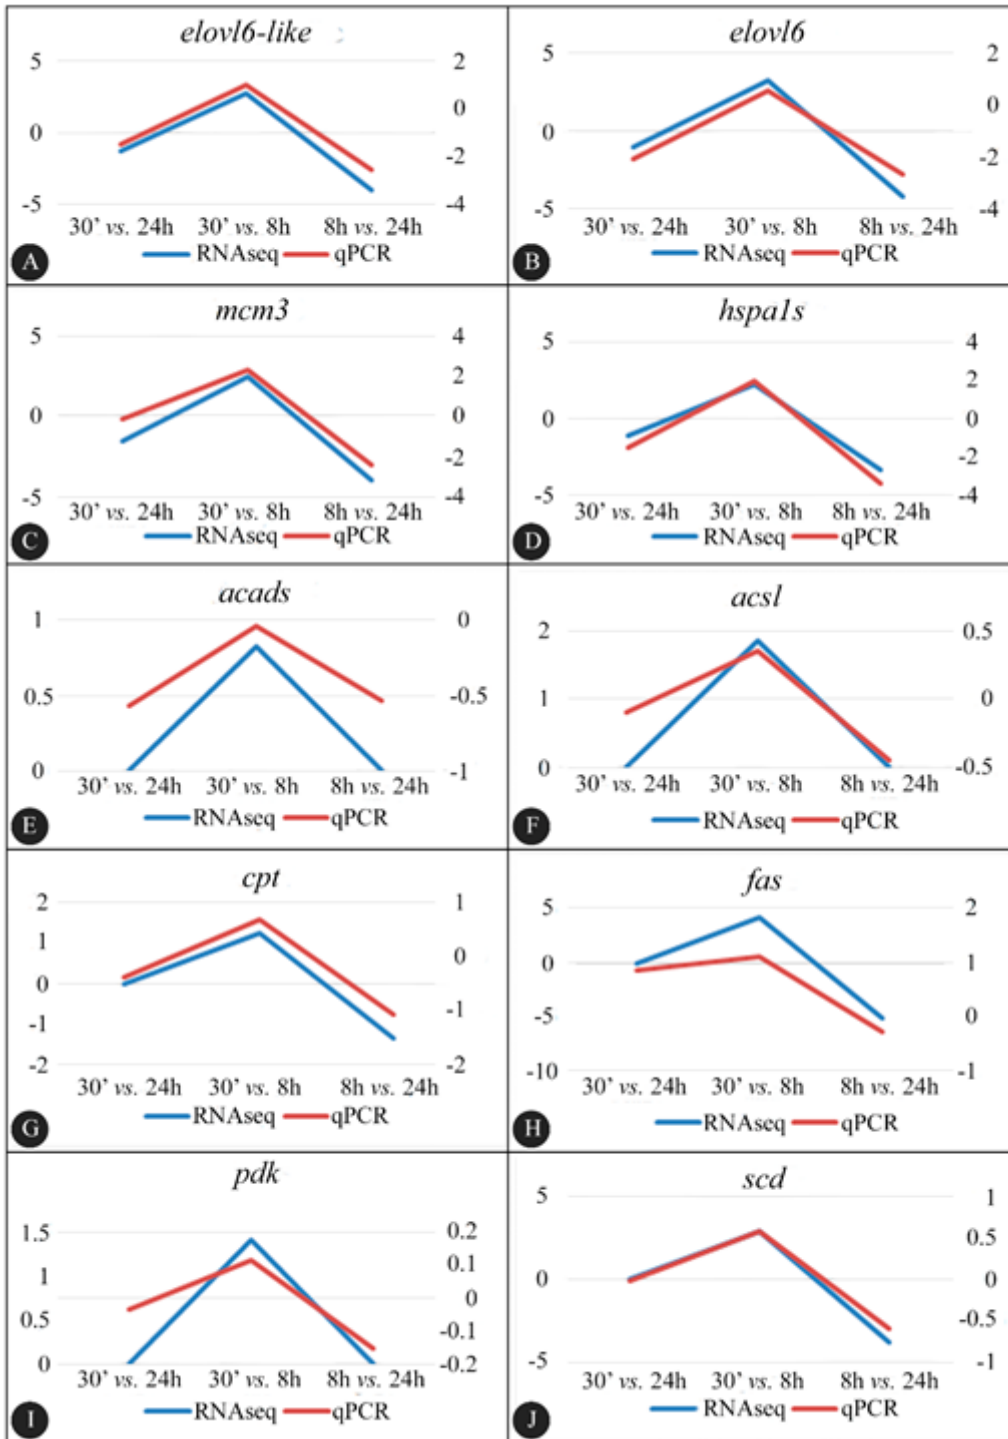 elovl6-like
5
0
-5
2
0
-2
-4
30’ vs. 24h 30’ vs. 8h 8h vs. 24h
RNAseq qPCR
A
elovl6
5
0
-5
2
0
-2
-4
30’ vs. 24h 30’ vs. 8h 8h vs. 24h
RNAseq qPCR
B
mcm3
5
0
-5
4
2
0
-2
-4
30’ vs. 24h 30’ vs. 8h 8h vs. 24h
RNAseq qPCR
C
hspa1s
5
0
-5
4
2
0
-2
-4
30’ vs. 24h 30’ vs. 8h 8h vs. 24h
RNAseq qPCR
D
acads
1
0.5
0
0
-0.5
-1
30’ vs. 24h 30’ vs. 8h 8h vs. 24h
RNAseq qPCR
E
acsl
2
1
0
0.5
0
-0.5
30’ vs. 24h 30’ vs. 8h 8h vs. 24h
RNAseq qPCR
F
cpt
2
1
0
-1
-2
1
0
-1
-2
30’ vs. 24h 30’ vs. 8h 8h vs. 24h
RNAseq qPCR
G
fas
5
0
-5
-10
2
1
0
-1
30’ vs. 24h 30’ vs. 8h 8h vs. 24h
RNAseq qPCR
H
pdk
1.5
1
0.5
0
0.2
0.1
0
-0.1
-0.2
30’ vs. 24h 30’ vs. 8h 8h vs. 24h
RNAseq qPCR
I
scd
5
0
-5
1
0.5
0
-0.5
-1
30’ vs. 24h 30’ vs. 8h 8h vs. 24h
RNAseq qPCR
J